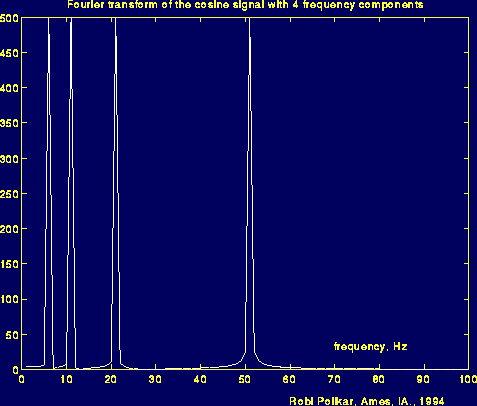 Fourier transform of the cosine signal with 4 frequency components
500
450
400
350
300
250
200
150
100
50
0
frequency, Hz
0 10 20 30 40 50 60 70 80 90 100
Robi Polikar, Ames, IA., 1994